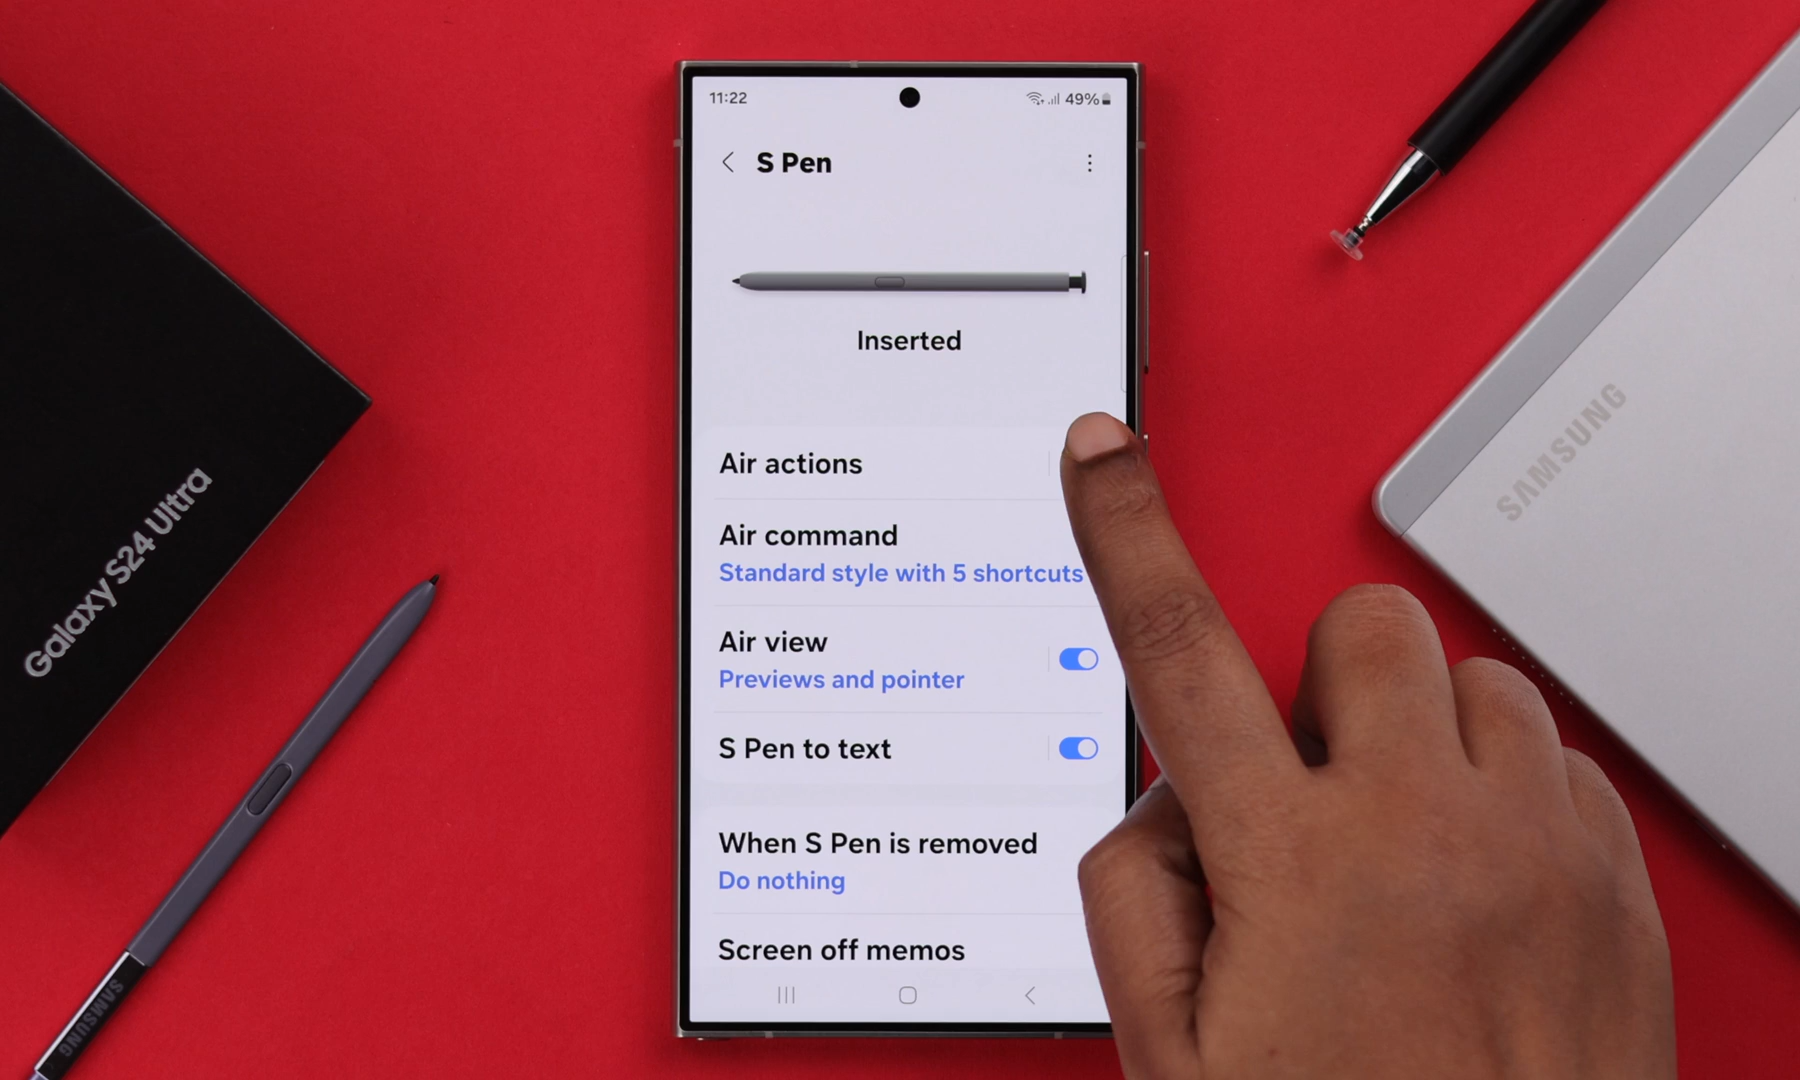 11:22
49%
S Pen
Inserted
Air actions
Air command
Standard style with 5 shortcuts
Air view
Previews and pointer
S Pen to text
When S Pen is removed
Do nothing
Screen off memos
Galaxy S24 Ultra
SAMSUNG
SAMSUNG